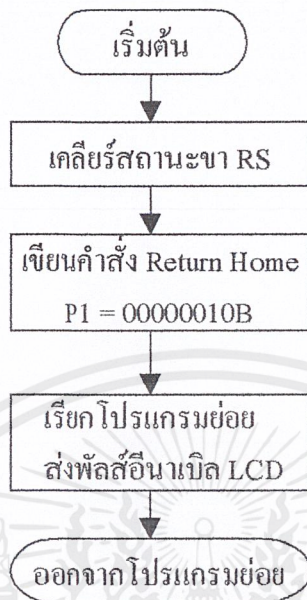 เริ่มต้น
เคลียร์สถานะขา RS
เขียนคำสั่ง Return Home
P1 = 00000010B
เรียกโปรแกรมย่อย
ส่งพัลส์อีนาเบิล LCD
ออกจากโปรแกรมย่อย